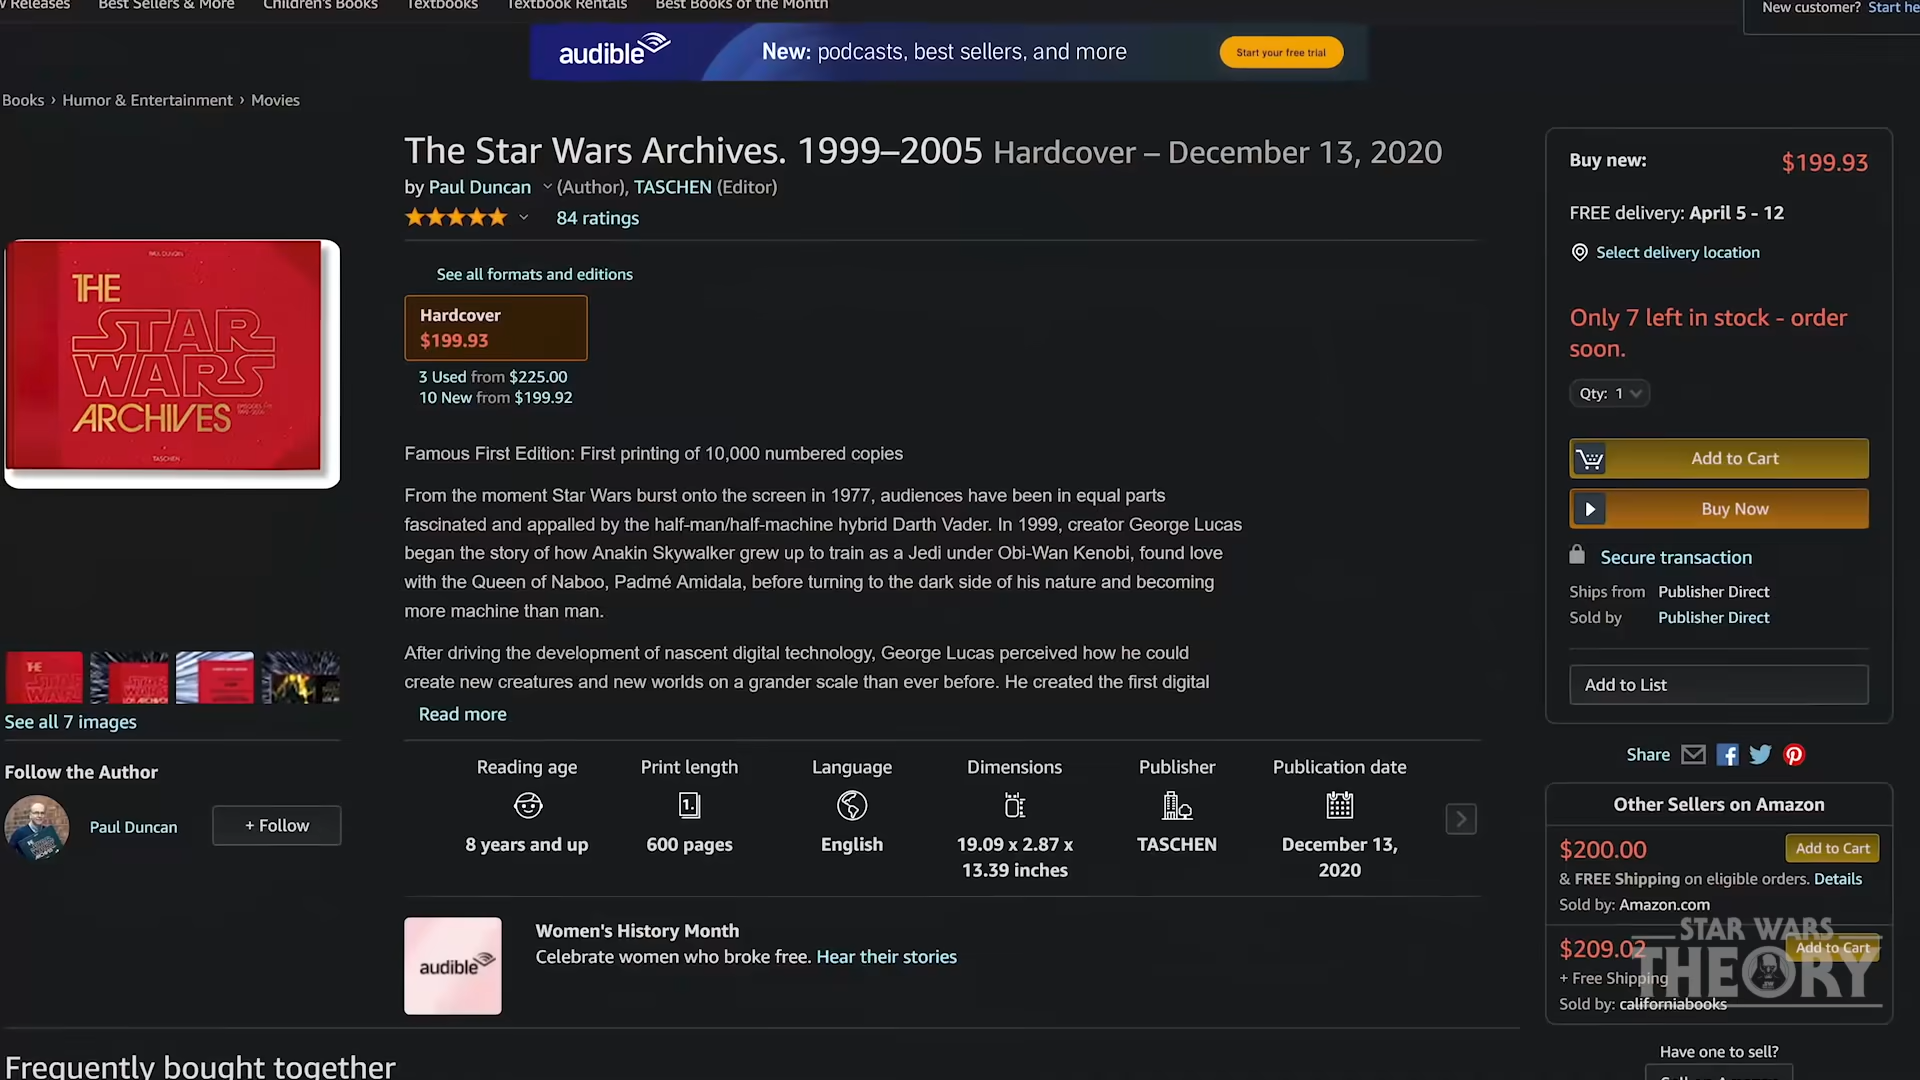 Releases
Best Sellers & More
Children's Books
Textbooks
Textbook Rentals
Best Books of the Month
New customer? Start he
audible
New: podcasts, best sellers, and more
Start your free trial
Books › Humor & Entertainment › Movies
The Star Wars Archives. 1999–2005 Hardcover – December 13, 2020
by Paul Duncan (Author), TASCHEN (Editor)
84 ratings
See all formats and editions
Hardcover
$199.93
3 Used from $225.00
10 New from $199.92
Famous First Edition: First printing of 10,000 numbered copies
From the moment Star Wars burst onto the screen in 1977, audiences have been in equal parts
fascinated and appalled by the half-man/half-machine hybrid Darth Vader. In 1999, creator George Lucas
began the story of how Anakin Skywalker grew up to train as a Jedi under Obi-Wan Kenobi, found love
with the Queen of Naboo, Padmé Amidala, before turning to the dark side of his nature and becoming
more machine than man.
After driving the development of nascent digital technology, George Lucas perceived how he could
create new creatures and new worlds on a grander scale than ever before. He created the first digital
Read more
PAUL DUNCAN
THE
STAR
WARS
ARCHIVES
TASCHEN
See all 7 images
Follow the Author
Paul Duncan
+ Follow
Reading age
8 years and up
Print length
1.
600 pages
Language
English
Dimensions
19.09 x 2.87 x
13.39 inches
Publisher
TASCHEN
Publication date
December 13,
2020
audible
Women's History Month
Celebrate women who broke free. Hear their stories
Frequently bought together
Buy new:
$199.93
FREE delivery: April 5 - 12
Select delivery location
Only 7 left in stock - order
soon.
Qty: 1
Add to Cart
Buy Now
Secure transaction
Ships from Publisher Direct
Sold by Publisher Direct
Add to List
Share
Other Sellers on Amazon
$200.00
Add to Cart
& FREE Shipping on eligible orders. Details
Sold by: Amazon.com
$209.02
Add to Cart
+ Free Shipping
Sold by: californiabooks
STAR WARS
THEORY
Have one to sell?